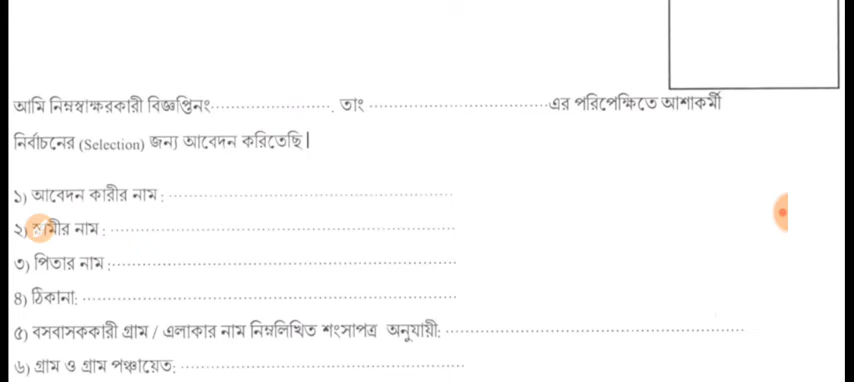 আমি নিম্নস্বাক্ষরকারী বিজ্ঞপ্তিনং.............................., তাং ............................................এর পরিপেক্ষিতে আশাকর্মী
নির্বাচনের (Selection) জন্য আবেদন করিতেছি|
১) আবেদন কারীর নাম : ......................................................................
২) স্বামীর নাম : .....................................................................................
৩) পিতার নাম :.....................................................................................
৪) ঠিকানা: ............................................................................................
৫) বসবাসককারী গ্রাম / এলাকার নাম নিম্নলিখিত শংসাপত্র অনুযায়ী: ..........................................................................
৬) গ্রাম ও গ্রাম পঞ্চায়েত: ......................................................................